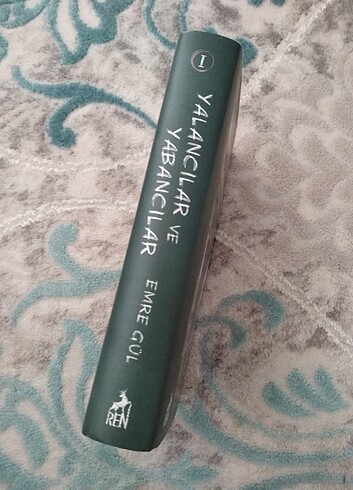 I
YALANCILAR VE
YABANCILAR
EMRE GÜL
REN